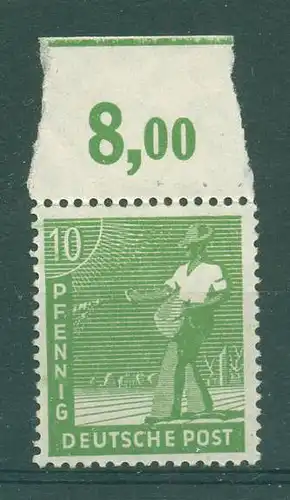 8,00
10
PFENNIG
DEUTSCHE POST